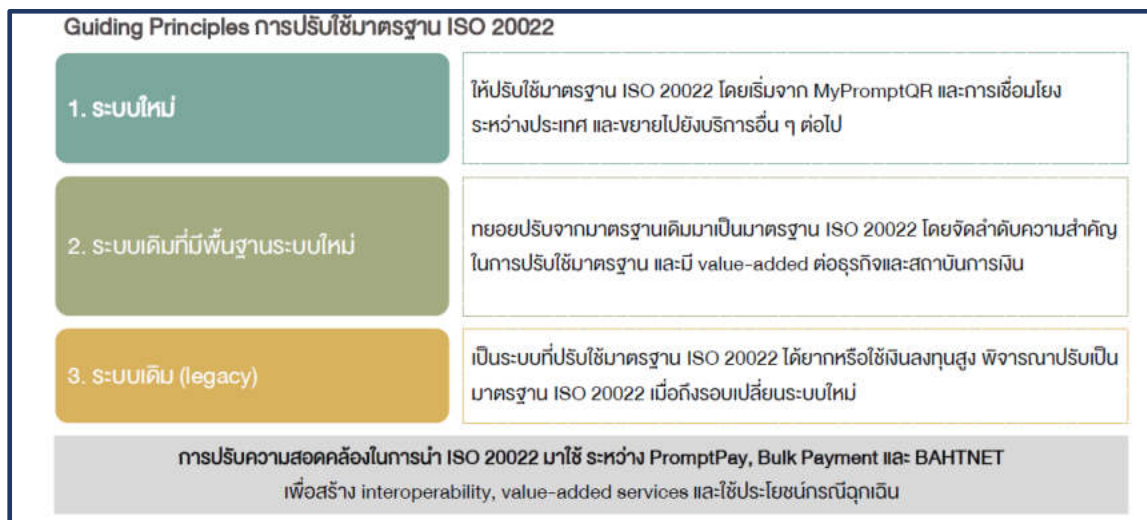 Guiding Principles การปรับใช้มาตรฐาน ISO 20022
1. ระบบใหม่
ให้ปรับใช้มาตรฐาน ISO 20022 โดยเริ่มจาก MyPromptQR และการเชื่อมโยง
ระหว่างประเทศ และขยายไปยังบริการอื่น ๆ ต่อไป
2. ระบบเดิมที่มีพื้นฐานระบบใหม่
ทยอยปรับจากมาตรฐานเดิมมาเป็นมาตรฐาน ISO 20022 โดยจัดลำดับความสำคัญ
ในการปรับใช้มาตรฐาน และมี value-added ต่อธุรกิจและสถาบันการเงิน
3. ระบบเดิม (legacy)
เป็นระบบที่ปรับใช้มาตรฐาน ISO 20022 ได้ยากหรือใช้เงินลงทุนสูง พิจารณาปรับเป็น
มาตรฐาน ISO 20022 เมื่อถึงรอบเปลี่ยนระบบใหม่
การปรับความสอดคล้องในการนำ ISO 20022 มาใช้ ระหว่าง PromptPay, Bulk Payment และ BAHTNET
เพื่อสร้าง interoperability, value-added services และใช้ประโยชน์กรณีฉุกเฉิน